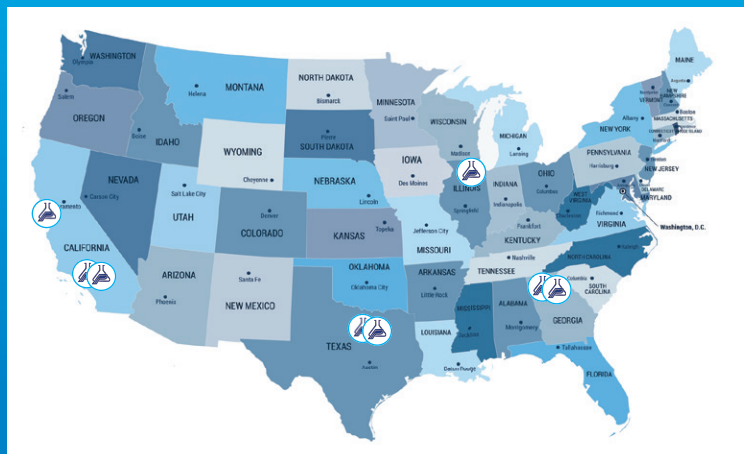 WASHINGTON
Olympia
MONTANA
Helena
NORTH DAKOTA
Bismarck
MINNESOTA
Saint Paul
MAINE
Augusta
VERMONT
NEW
HAMPSHIRE
Salem
OREGON
Boise
IDAHO
WYOMING
Cheyenne
Pierre
SOUTH DAKOTA
WISCONSIN
Madison
MICHIGAN
Lansing
NEW YORK
Albany
Boston
MASSACHUSETTS
CONNECTICUT
RHODE ISLAND
NEVADA
Carson City
Salt Lake City
UTAH
Denver
COLORADO
NEBRASKA
Lincoln
IOWA
Des Moines
ILLINOIS
Springfield
INDIANA
Indianapolis
OHIO
Columbus
PENNSYLVANIA
Harrisburg
NEW JERSEY
DELAWARE
MARYLAND
Washington, D.C.
WEST
VIRGINIA
Charleston
Richmond
VIRGINIA
CALIFORNIA
KANSAS
Topeka
Jefferson City
MISSOURI
Frankfort
KENTUCKY
ARIZONA
Phoenix
Santa Fe
NEW MEXICO
OKLAHOMA
Oklahoma City
ARKANSAS
Little Rock
Nashville
TENNESSEE
Raleigh
NORTH CAROLINA
Columbia
SOUTH
CAROLINA
TEXAS
Austin
LOUISIANA
Baton Rouge
MISSISSIPPI
Jackson
ALABAMA
Montgomery
GEORGIA
Tallahassee
FLORIDA